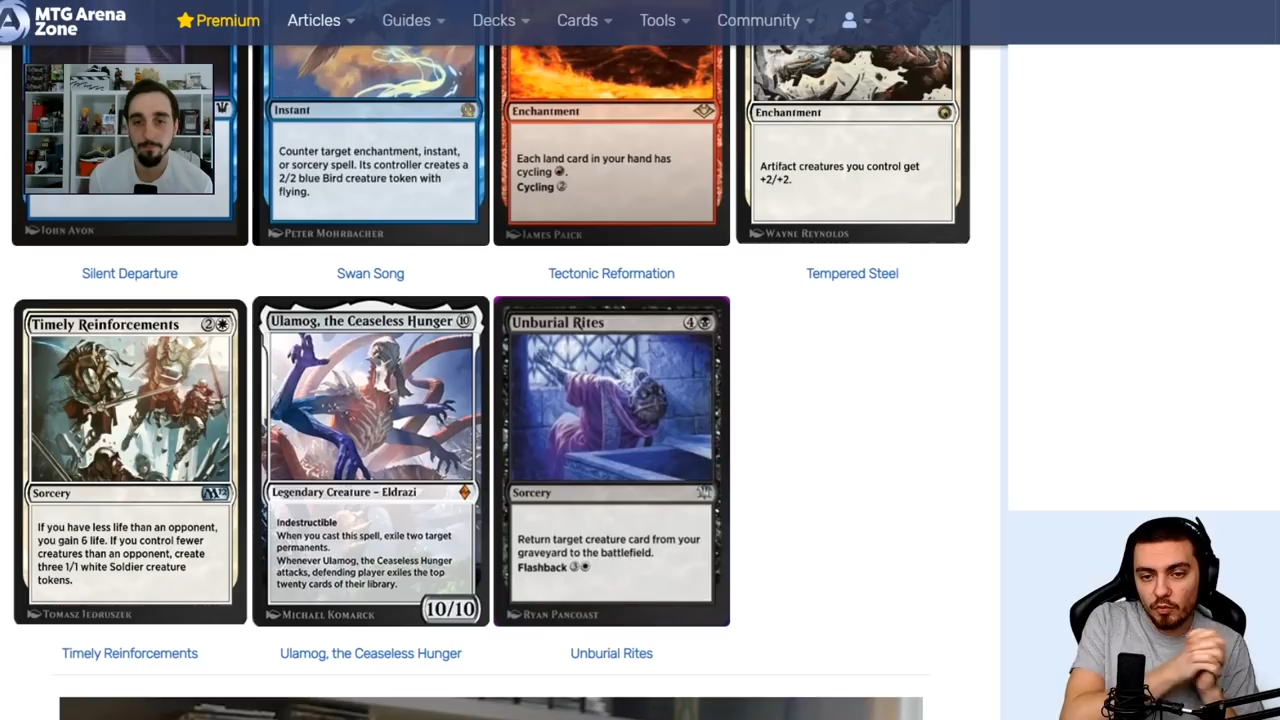 MTG Arena
Zone
Premium
Articles
Guides
Decks
Cards
Tools
Community
JOHN AVON
Instant
Counter target enchantment, instant,
or sorcery spell. Its controller creates a
2/2 blue Bird creature token with
flying.
PETER MOHRBACHER
Enchantment
Each land card in your hand has
cycling
Cycling 2
JAMES PAICK
Enchantment
Artifact creatures you control get
+2/+2.
WAYNE REYNOLDS
Silent Departure
Swan Song
Tectonic Reformation
Tempered Steel
Timely Reinforcements 2
Sorcery
M12
If you have less life than an opponent,
you gain 6 life. If you control fewer
creatures than an opponent, create
three 1/1 white Soldier creature
tokens.
TOMASZ JEDRUSZEK
Ulamog, the Ceaseless Hunger 10
Legendary Creature – Eldrazi
Indestructible
When you cast this spell, exile two target
permanents.
Whenever Ulamog, the Ceaseless Hunger
attacks, defending player exiles the top
twenty cards of their library.
10/10
MICHAEL KOMARCK
Unburial Rites 4
Sorcery
Return target creature card from your
graveyard to the battlefield.
Flashback 3
RYAN PANCOAST
Timely Reinforcements
Ulamog, the Ceaseless Hunger
Unburial Rites